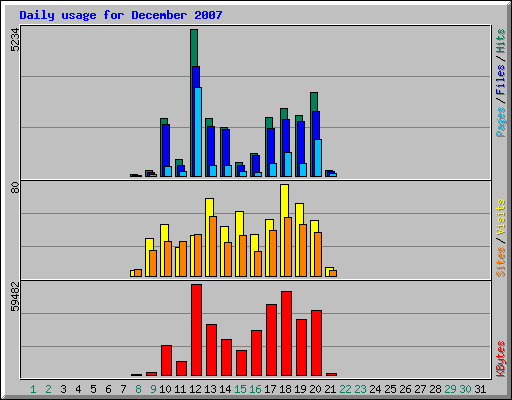 Daily usage for December 2007
5234
Pages / Files / Hits
80
Sites / Visits
59482
KBytes
1 2 3 4 5 6 7 8 9 10 11 12 13 14 15 16 17 18 19 20 21 22 23 24 25 26 27 28 29 30 31